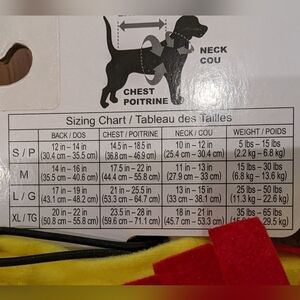 NECK
COU
CHEST
POITRINE
Sizing Chart / Tableau des Tailles
BACK / DOS CHEST / POITRINE NECK / COU WEIGHT / POIDS
S / P 12 in – 14 in 14.5 in - 18.5 in 10 in – 12 in 5 lbs – 15 lbs
(30.4 cm – 35.5 cm) (36.8 cm – 46.9 cm) (25.4 cm – 30.4 cm) (2.2 kg – 6.8 kg)
M 14 in – 16 in 17.5 in – 22 in 11 in – 13 in 15 lbs – 30 lbs
(35.5 cm – 40.6 cm) (44.4 cm – 55.8 cm) (27.9 cm – 33 cm) (6.8 kg – 13.6 kg)
L / G 17 in – 19 in 21 in – 25.5 in 13 in – 15 in 25 lbs – 50 lbs
(43.1 cm – 48.2 cm) (53.3 cm – 64.7 cm) (33 cm – 38.1 cm) (11.3 kg – 22.6 kg)
XL / TG 20 in – 22 in 23.5 in – 28 in 18 in – 21 in 35 lbs – 65 lbs
(50.8 cm – 55.8 cm) (59.6 cm – 71.1 cm) (45.7 cm – 53.3 cm)